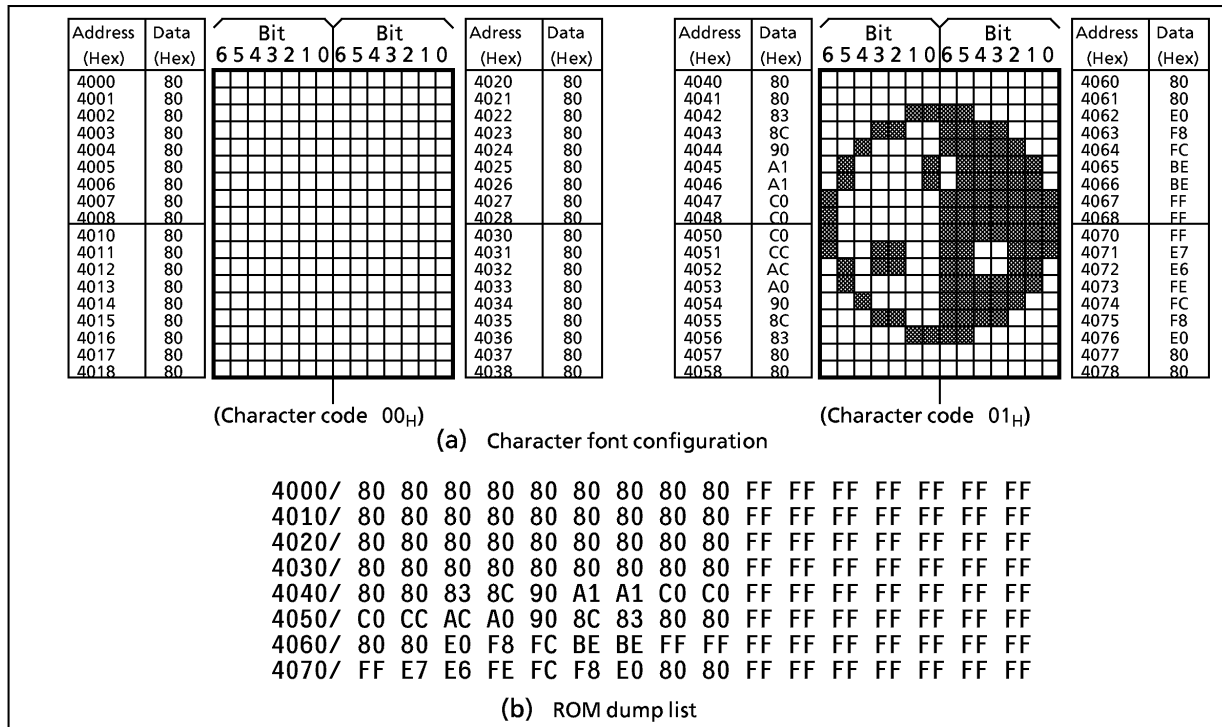 Address Data Bit Bit Adress Data Address Data Bit Bit Address Data
(Hex) (Hex) 6 5 4 3 2 1 0 6 5 4 3 2 1 0 (Hex) (Hex) (Hex) (Hex) 6 5 4 3 2 1 0 6 5 4 3 2 1 0 (Hex) (Hex)
4000 80 4020 80 4040 80 4060 80
4001 80 4021 80 4041 80 4061 80
4002 80 4022 80 4042 83 4062 E0
4003 80 4023 80 4043 8C 4063 F8
4004 80 4024 80 4044 90 4064 FC
4005 80 4025 80 4045 A1 4065 BE
4006 80 4026 80 4046 A1 4066 BE
4007 80 4027 80 4047 C0 4067 FF
4008 80 4028 80 4048 C0 4068 FF
4010 80 4030 80 4050 C0 4070 FF
4011 80 4031 80 4051 CC 4071 E7
4012 80 4032 80 4052 AC 4072 E6
4013 80 4033 80 4053 A0 4073 FE
4014 80 4034 80 4054 90 4074 FC
4015 80 4035 80 4055 8C 4075 F8
4016 80 4036 80 4056 83 4076 E0
4017 80 4037 80 4057 80 4077 80
4018 80 4038 80 4058 80 4078 80
(Character code 00H) (Character code 01H)
(a) Character font configuration
4000/ 80 80 80 80 80 80 80 80 80 FF FF FF FF FF FF FF
4010/ 80 80 80 80 80 80 80 80 80 FF FF FF FF FF FF FF
4020/ 80 80 80 80 80 80 80 80 80 FF FF FF FF FF FF FF
4030/ 80 80 80 80 80 80 80 80 80 FF FF FF FF FF FF FF
4040/ 80 80 83 8C 90 A1 A1 C0 C0 FF FF FF FF FF FF FF
4050/ C0 CC AC A0 90 8C 83 80 80 FF FF FF FF FF FF FF
4060/ 80 80 E0 F8 FC BE BE FF FF FF FF FF FF FF FF FF
4070/ FF E7 E6 FE FC F8 E0 80 80 FF FF FF FF FF FF FF
(b) ROM dump list